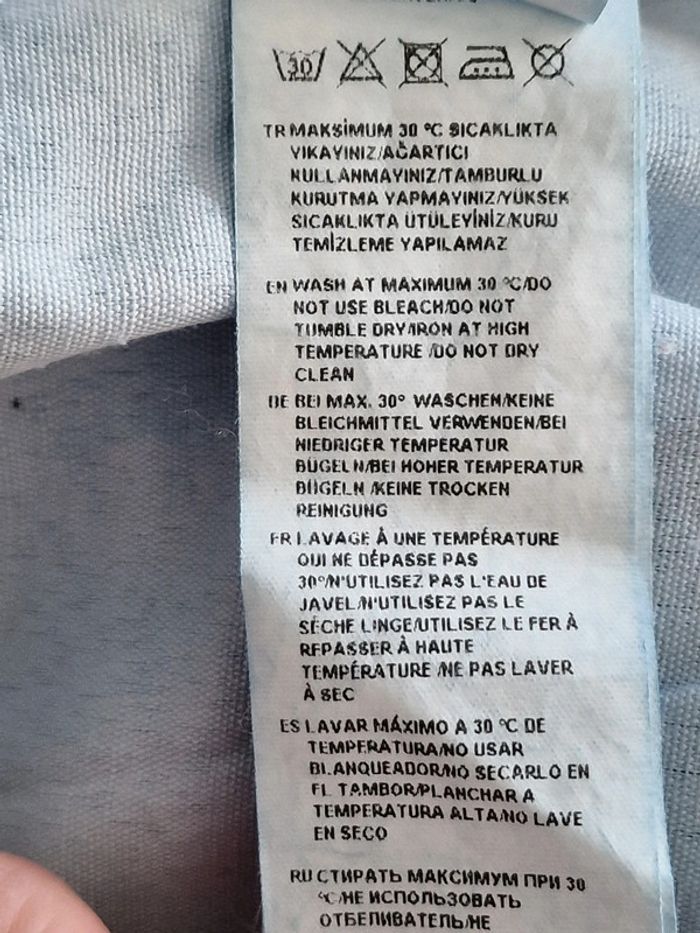 30
TR MAKSİMUM 30 °C SICAKLIKTA
YIKAYINIZ/AĞARTICI
KULLANMAYINIZ/TAMBURLU
KURUTMA YAPMAYINIZ/YÜKSEK
SICAKLIKTA ÜTÜLEYİNİZ/KURU
TEMİZLEME YAPILAMAZ
EN WASH AT MAXIMUM 30 °C/DO
NOT USE BLEACH/DO NOT
TUMBLE DRY/IRON AT HIGH
TEMPERATURE /DO NOT DRY
CLEAN
DE BEI MAX. 30° WASCHEN/KEINE
BLEICHMITTEL VERWENDEN/BEI
NIEDRIGER TEMPERATUR
BÜGELN/BEI HOHER TEMPERATUR
BÜGELN /KEINE TROCKEN
REINIGUNG
FR LAVAGE À UNE TEMPÉRATURE
QUI NE DÉPASSE PAS
30°/N'UTILISEZ PAS L'EAU DE
JAVEL/N'UTILISEZ PAS LE
SÈCHE LINGE/UTILISEZ LE FER À
REPASSER À HAUTE
TEMPÉRATURE /NE PAS LAVER
À SEC
ES LAVAR MÁXIMO A 30 °C DE
TEMPERATURA/NO USAR
BLANQUEADOR/NO SECARLO EN
EL TAMBOR/PLANCHAR A
TEMPERATURA ALTA/NO LAVE
EN SECO
RU СТИРАТЬ МАКСИМУМ ПРИ 30
°C/НЕ ИСПОЛЬЗОВАТЬ
ОТБЕЛИВАТЕЛЬ/НЕ